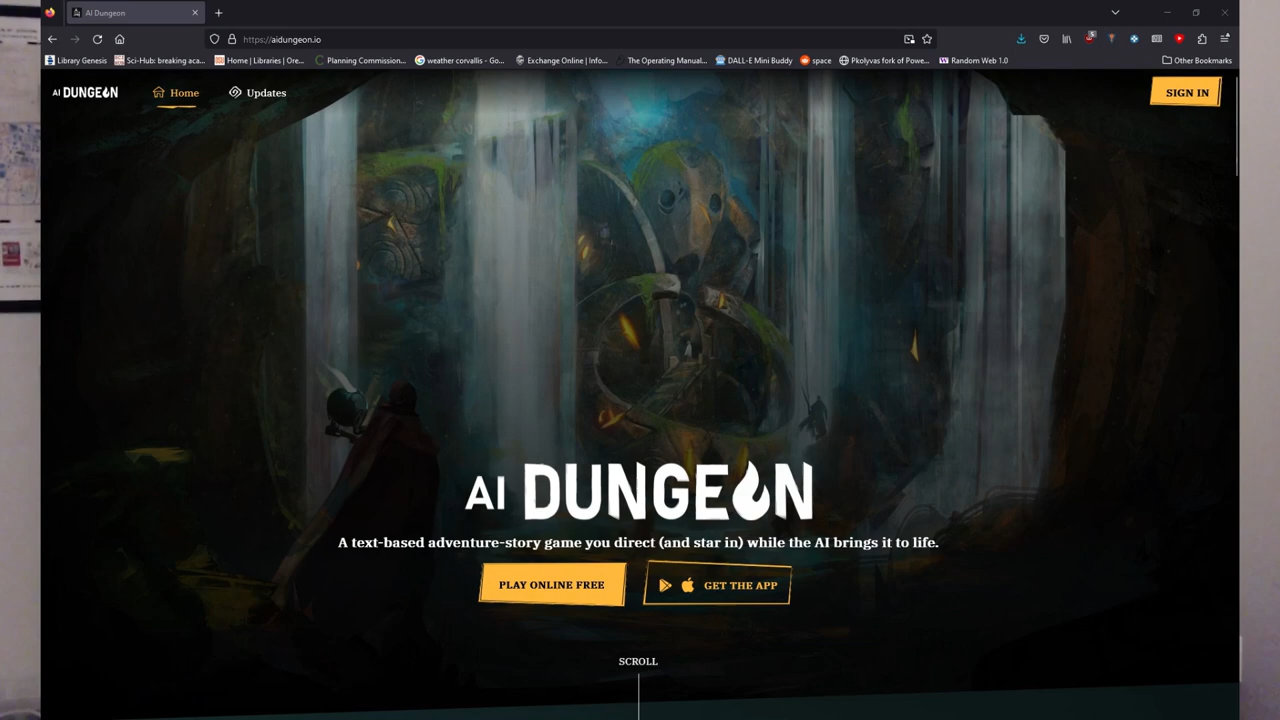 AI Dungeon
https://aidungeon.io
Library Genesis
Sci-Hub: breaking aca...
Home | Libraries | Ore...
Planning Commission...
weather corvallis - Go...
Exchange Online | Info...
The Operating Manual...
DALL-E Mini Buddy
space
Pkolyvas fork of Powe...
Random Web 1.0
Other Bookmarks
AI DUNGEON
Home
Updates
SIGN IN
AI DUNGEON
A text-based adventure-story game you direct (and star in) while the AI brings it to life.
PLAY ONLINE FREE
GET THE APP
SCROLL